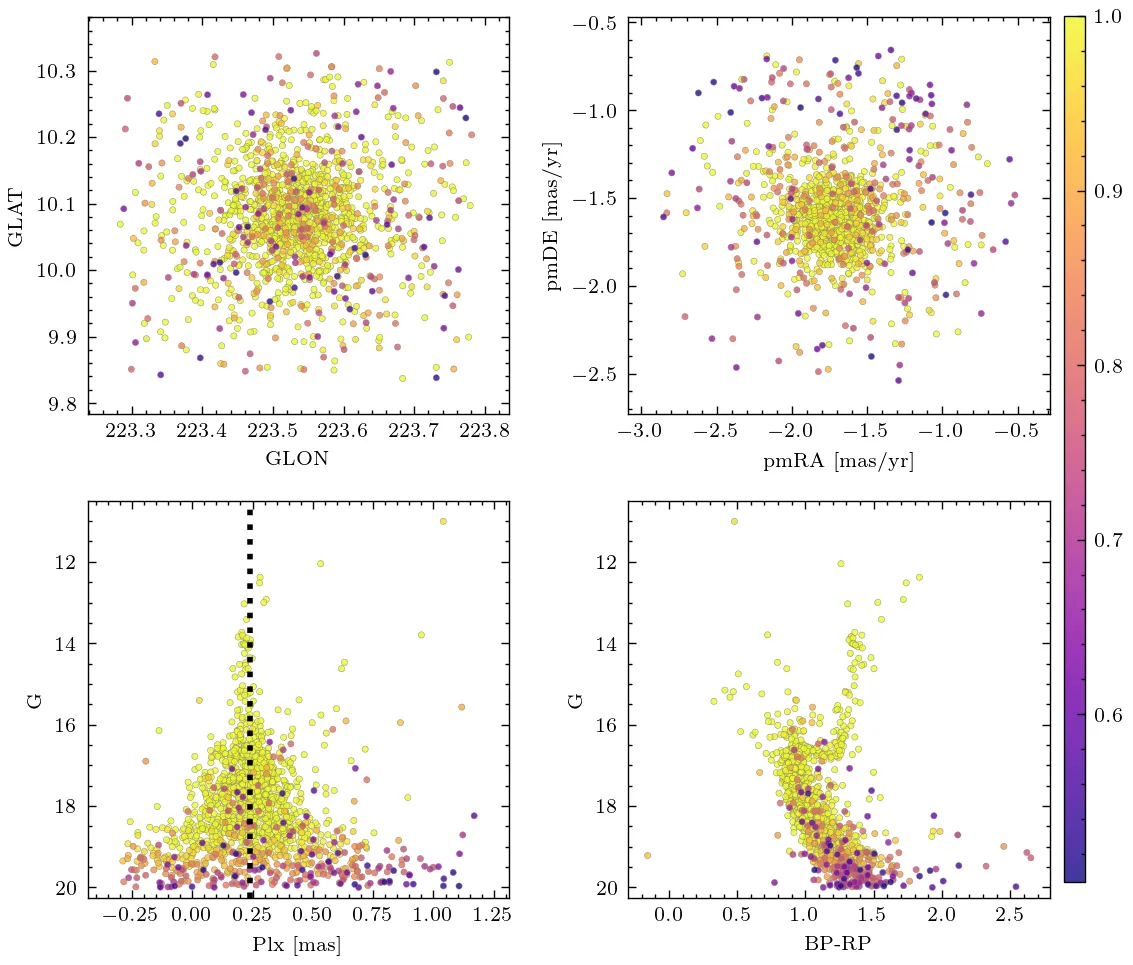 10.3
10.2
10.1
10.0
9.9
9.8
GLAT
223.3 223.4 223.5 223.6 223.7 223.8
GLON
−0.5
−1.0
−1.5
−2.0
−2.5
pmDE [mas/yr]
−3.0 −2.5 −2.0 −1.5 −1.0 −0.5
pmRA [mas/yr]
1.0
0.9
0.8
0.7
0.6
12
14
16
18
20
G
−0.25 0.00 0.25 0.50 0.75 1.00 1.25
Plx [mas]
12
14
16
18
20
G
0.0 0.5 1.0 1.5 2.0 2.5
BP-RP